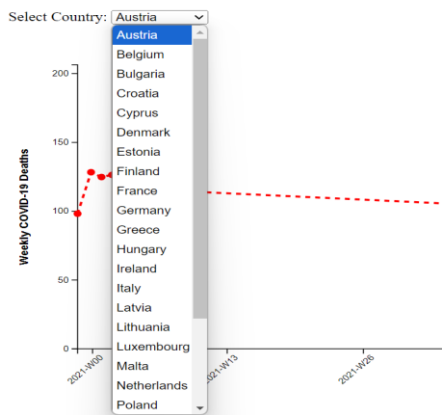 Select Country: Austria
Austria
Belgium
Bulgaria
Croatia
Cyprus
Denmark
Estonia
Finland
France
Germany
Greece
Hungary
Ireland
Italy
Latvia
Lithuania
Luxembourg
Malta
Netherlands
Poland
Weekly COVID-19 Deaths
200
150
100
50
0
2021-W00
2021-W13
2021-W26